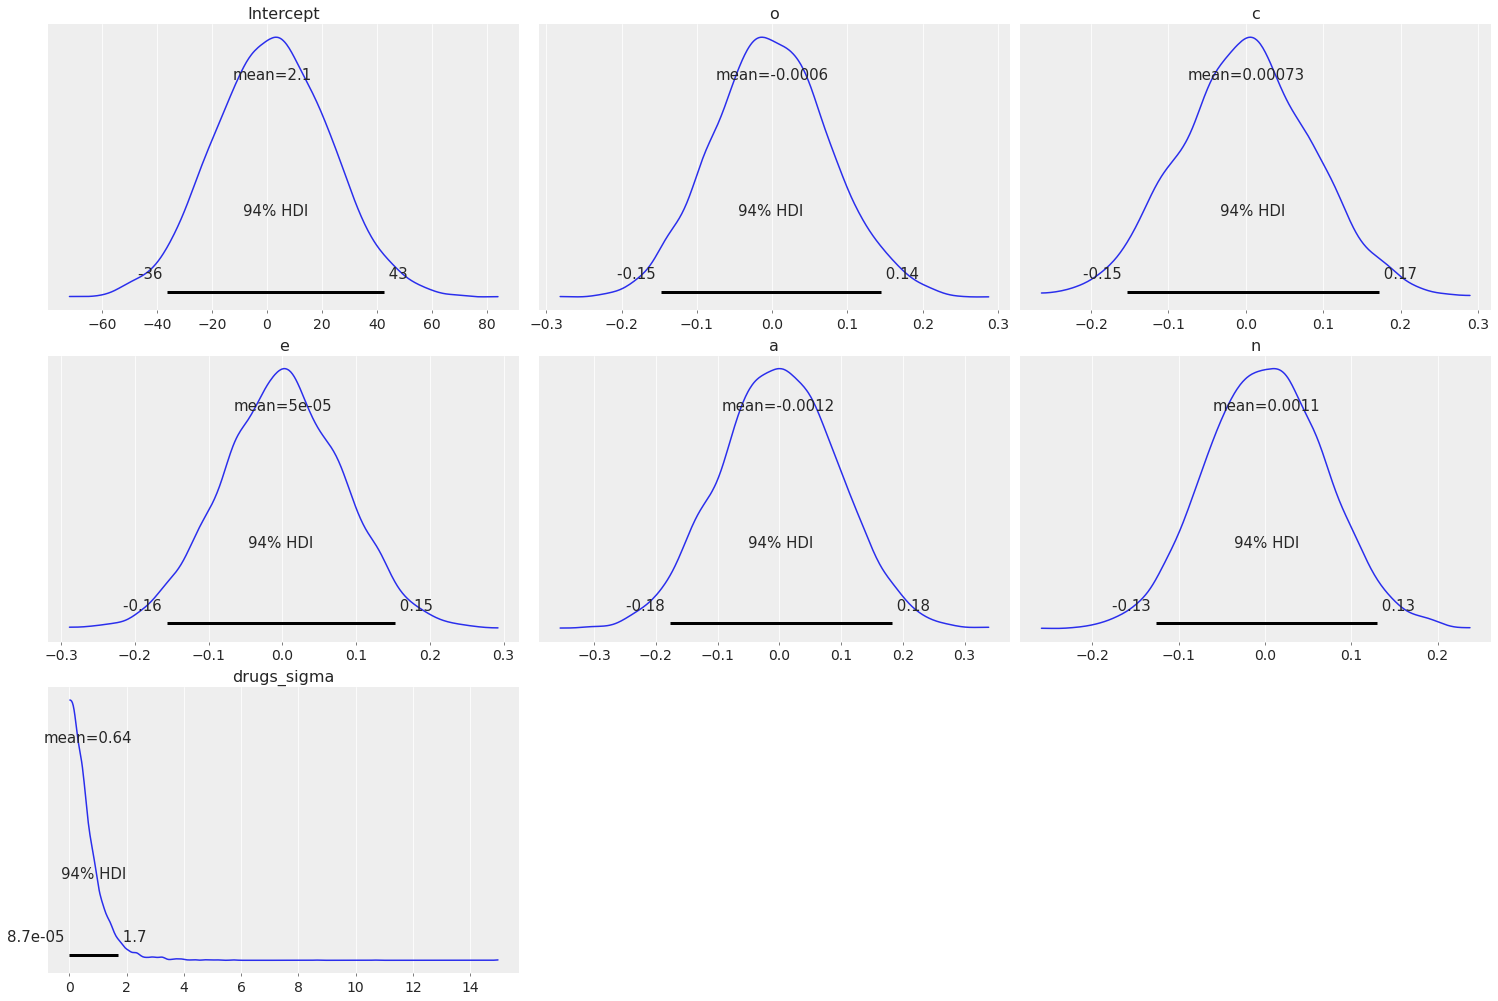 Intercept
mean=2.1
94% HDI
-36 43
−60 −40 −20 0 20 40 60 80
o
mean=-0.0006
94% HDI
-0.15 0.14
−0.3 −0.2 −0.1 0.0 0.1 0.2 0.3
c
mean=0.00073
94% HDI
-0.15 0.17
−0.2 −0.1 0.0 0.1 0.2 0.3
e
mean=5e-05
94% HDI
-0.16 0.15
−0.3 −0.2 −0.1 0.0 0.1 0.2 0.3
a
mean=-0.0012
94% HDI
-0.18 0.18
−0.3 −0.2 −0.1 0.0 0.1 0.2 0.3
n
mean=0.0011
94% HDI
-0.13 0.13
−0.2 −0.1 0.0 0.1 0.2
drugs_sigma
mean=0.64
94% HDI
8.7e-05 1.7
0 2 4 6 8 10 12 14